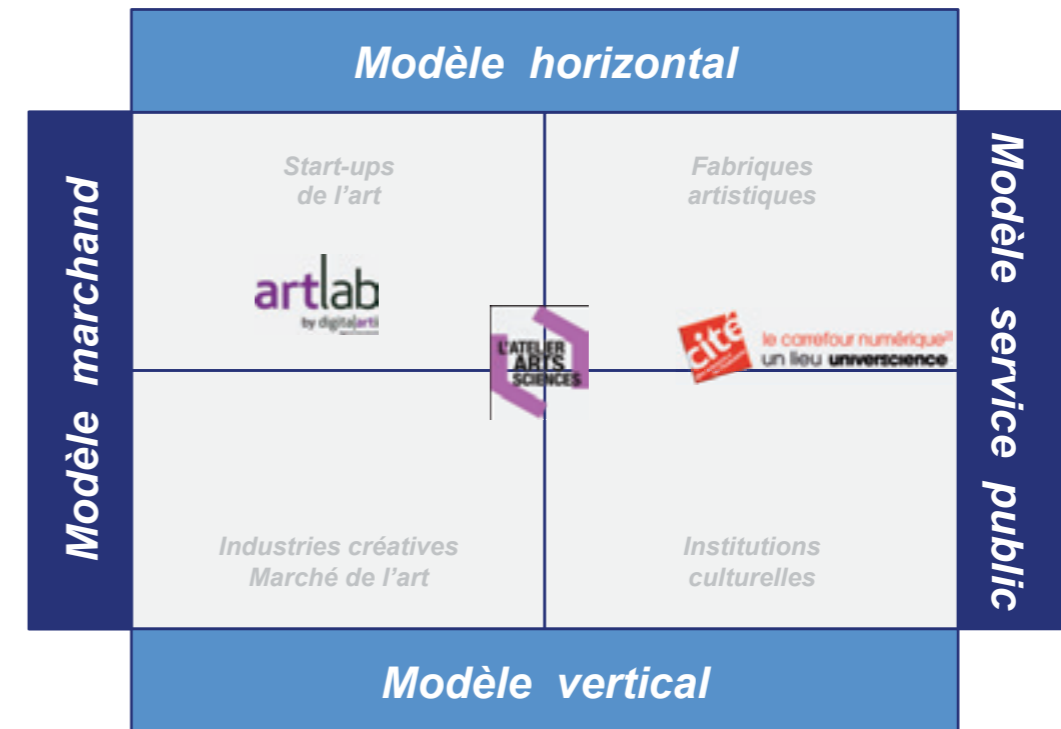 Modèle horizontal
Modèle marchand
Modèle service public
Start-ups
de l'art
Fabriques
artistiques
artlab
by digitalarti
L'ATELIER
ARTS
SCIENCES
cité
le carrefour numérique²
un lieu universcience
Industries créatives
Marché de l'art
Institutions
culturelles
Modèle vertical